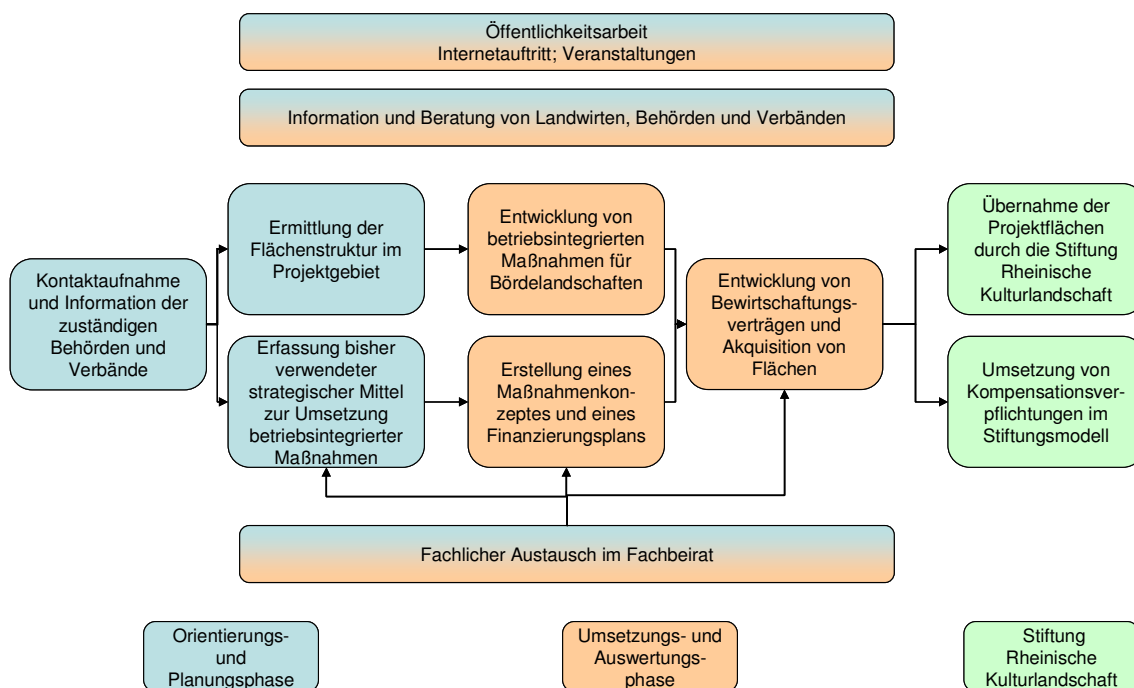 Öffentlichkeitsarbeit
Internetauftritt; Veranstaltungen
Information und Beratung von Landwirten, Behörden und Verbänden
Kontaktaufnahme
und Information der
zuständigen
Behörden und
Verbände
Ermittlung der
Flächenstruktur im
Projektgebiet
Erfassung bisher
verwendeter
strategischer Mittel
zur Umsetzung
betriebsintegrierter
Maßnahmen
Entwicklung von
betriebsintegrierten
Maßnahmen für
Bördelandschaften
Erstellung eines
Maßnahmenkon-
zeptes und eines
Finanzierungsplans
Entwicklung von
Bewirtschaftungs-
verträgen und
Akquisition von
Flächen
Übernahme der
Projektflächen
durch die Stiftung
Rheinische
Kulturlandschaft
Umsetzung von
Kompensationsver-
pflichtungen im
Stiftungsmodell
Fachlicher Austausch im Fachbeirat
Orientierungs-
und
Planungsphase
Umsetzungs- und
Auswertungs-
phase
Stiftung
Rheinische
Kulturlandschaft